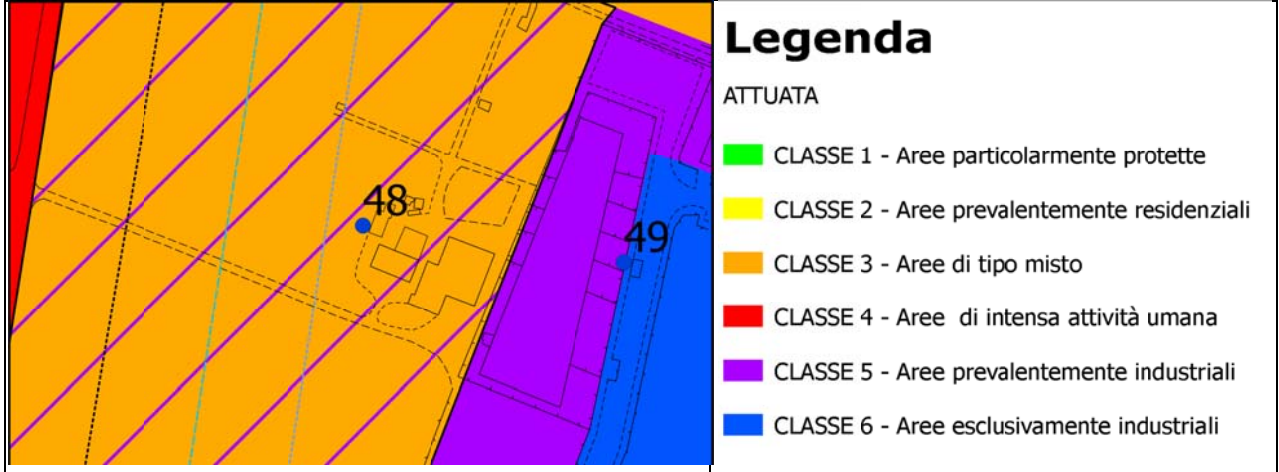 48
49
Legenda
ATTUATA
CLASSE 1 - Aree particolarmente protette
CLASSE 2 - Aree prevalentemente residenziali
CLASSE 3 - Aree di tipo misto
CLASSE 4 - Aree di intensa attività umana
CLASSE 5 - Aree prevalentemente industriali
CLASSE 6 - Aree esclusivamente industriali